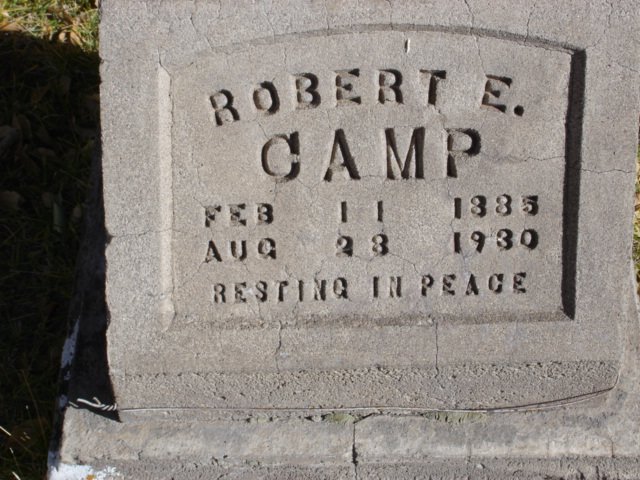 ROBERT E.
CAMP
FEB 11 1885
AUG 28 1930
RESTING IN PEACE